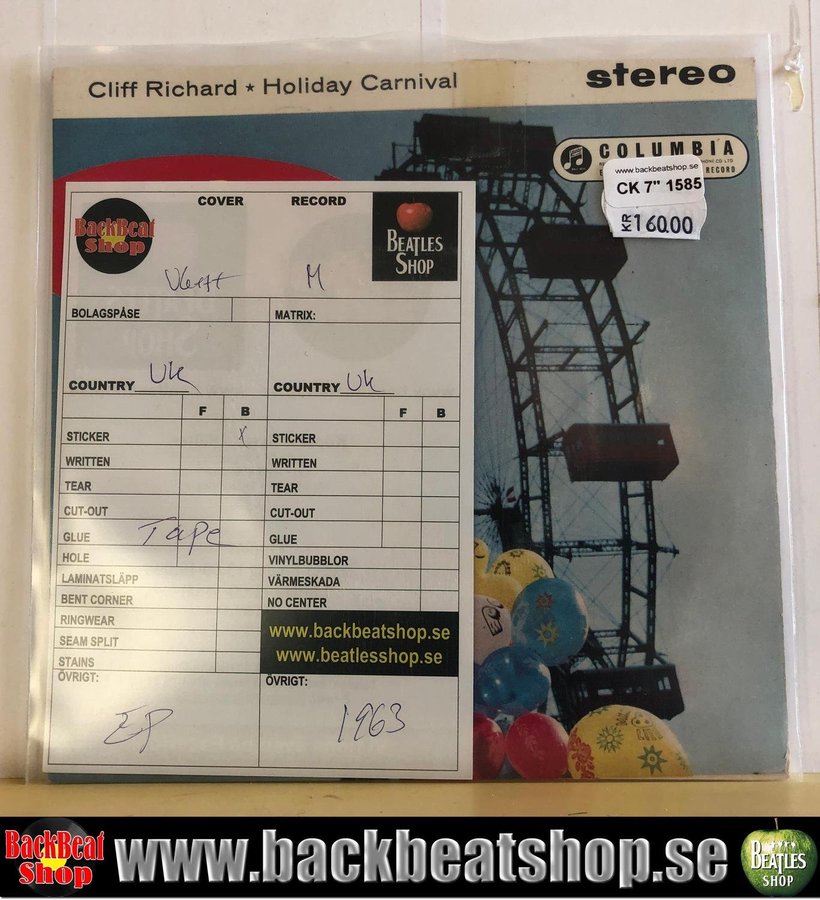 Cliff Richard ★ Holiday Carnival
stereo
COLUMBIA
RECORD
www.backbeatshop.se
CK 7" 1585
KR 160.00
BackBeat
Shop
COVER
RECORD
BEATLES
SHOP
M
BOLAGSPÅSE
MATRIX:
COUNTRY UK
COUNTRY UK
F B
F B
STICKER X
STICKER
WRITTEN
WRITTEN
TEAR
TEAR
CUT-OUT
CUT-OUT
GLUE Tape
GLUE
HOLE
VINYLBUBBLOR
LAMINATSLÄPP
VÄRMESKADA
BENT CORNER
NO CENTER
RINGWEAR
SEAM SPLIT
STAINS
www.backbeatshop.se
www.beatlesshop.se
ÖVRIGT:
ÖVRIGT:
EP
1963
BackBeat
Shop
www.backbeatshop.se
BEATLES
SHOP